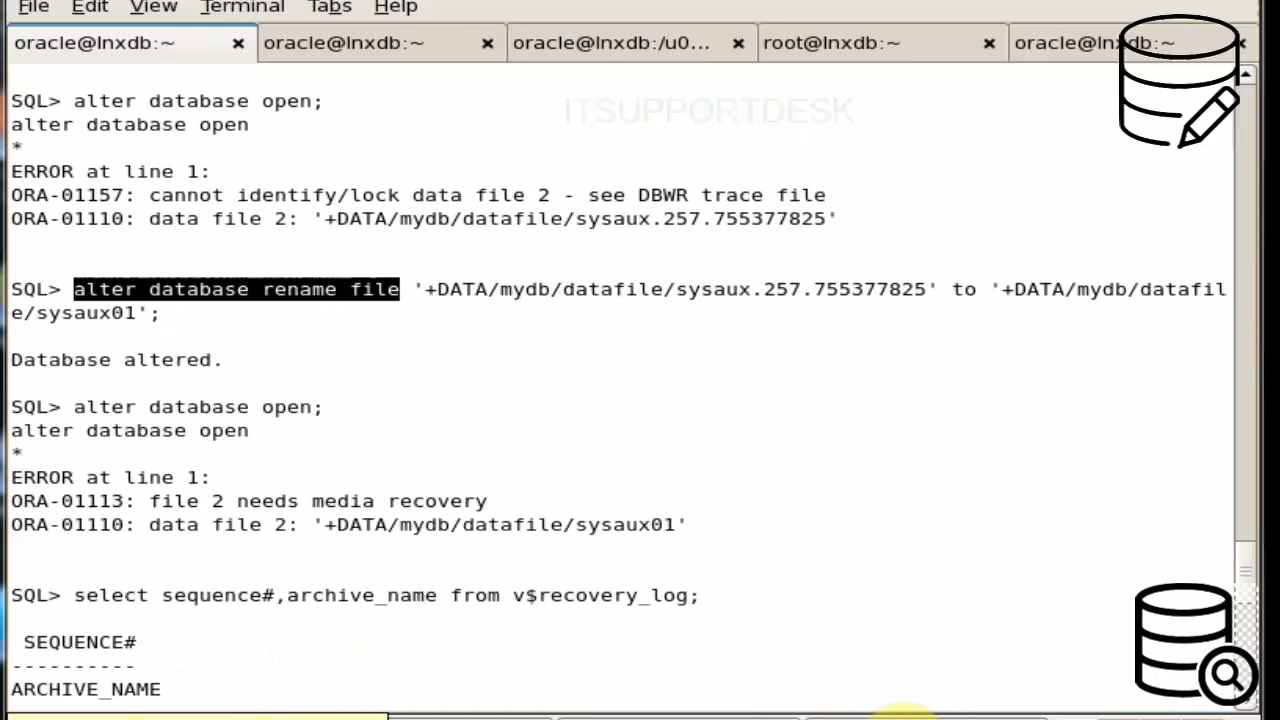 File Edit View Terminal Tabs Help
oracle@lnxdb:~ oracle@lnxdb:~ oracle@lnxdb:/u0... root@lnxdb:~ oracle@lnxdb:~
ITSUPPORTDESK
SQL> alter database open;
alter database open
*
ERROR at line 1:
ORA-01157: cannot identify/lock data file 2 - see DBWR trace file
ORA-01110: data file 2: '+DATA/mydb/datafile/sysaux.257.755377825'
SQL> alter database rename file '+DATA/mydb/datafile/sysaux.257.755377825' to '+DATA/mydb/datafil
e/sysaux01';
Database altered.
SQL> alter database open;
alter database open
*
ERROR at line 1:
ORA-01113: file 2 needs media recovery
ORA-01110: data file 2: '+DATA/mydb/datafile/sysaux01'
SQL> select sequence#,archive_name from v$recovery_log;
SEQUENCE#
----------
ARCHIVE_NAME